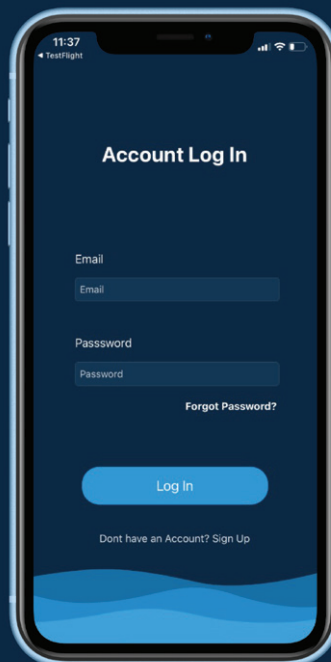 11:37
◀ TestFlight
Account Log In
Email
Email
Passsword
Password
Forgot Password?
Log In
Dont have an Account? Sign Up